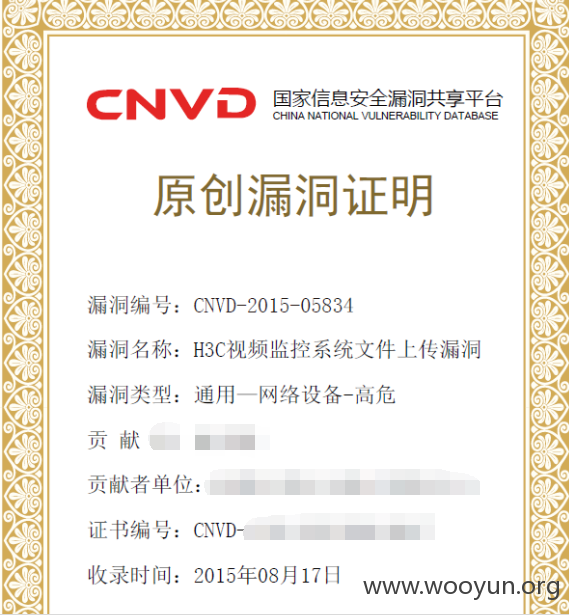 CNVD 国家信息安全漏洞共享平台
CHINA NATIONAL VULNERABILITY DATABASE
原创漏洞证明
漏洞编号：CNVD-2015-05834
漏洞名称：H3C视频监控系统文件上传漏洞
漏洞类型：通用—网络设备-高危
贡 献
贡献者单位：
证书编号：CNVD-
收录时间：2015年08月17日
www.wooyun.org